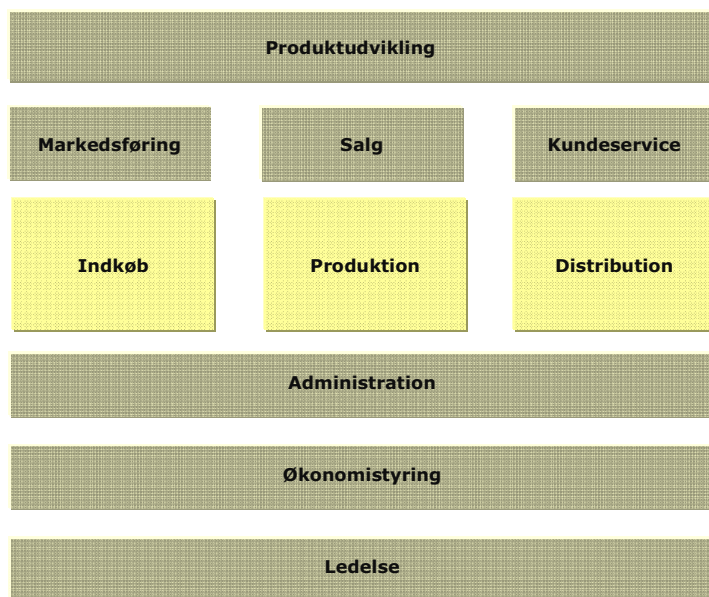 Produktudvikling
Markedsføring
Salg
Kundeservice
Indkøb
Produktion
Distribution
Administration
Økonomistyring
Ledelse